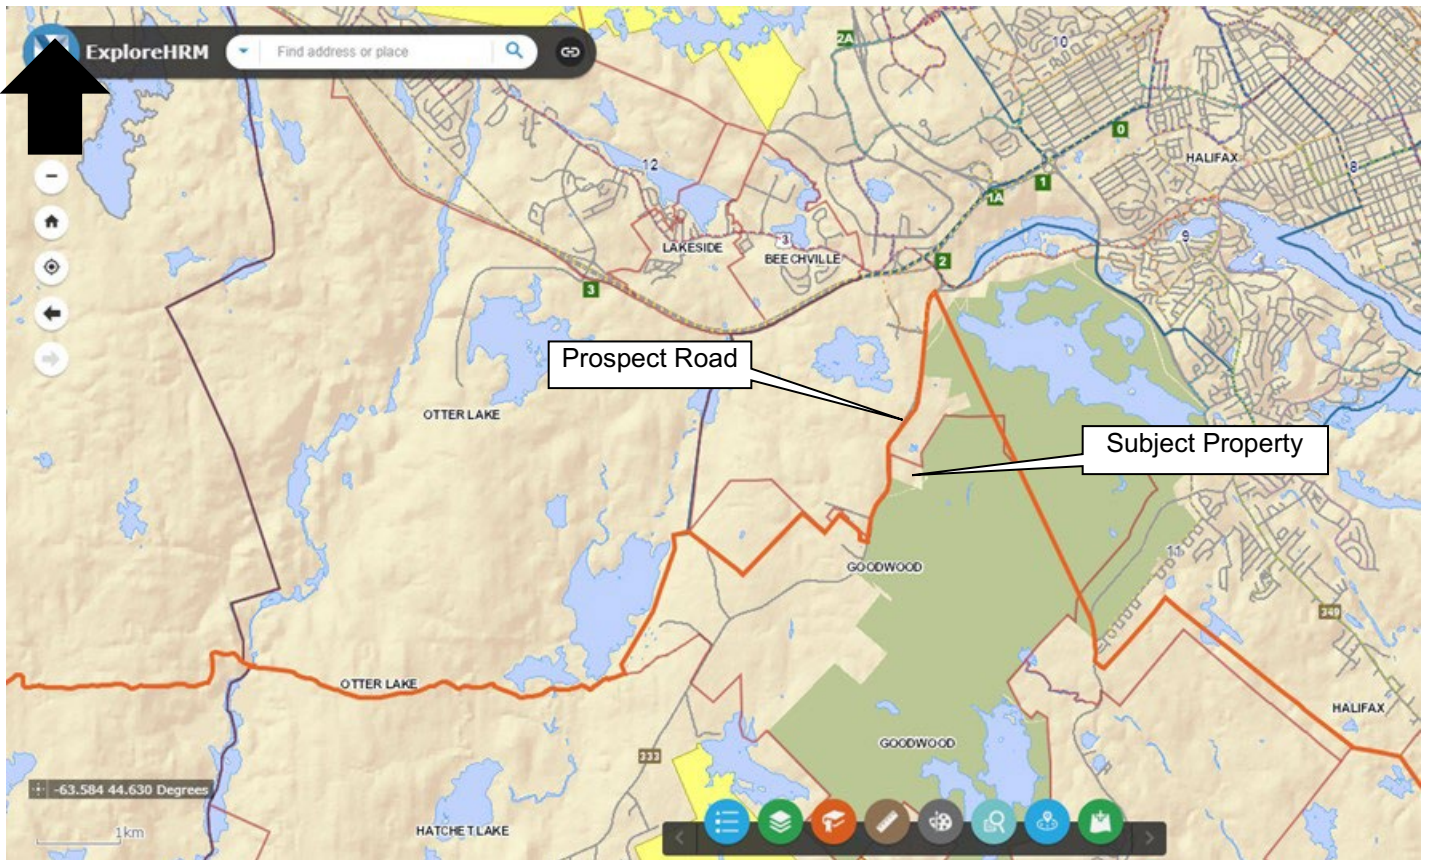 ExploreHRM
Find address or place
2A
10
0
HALIFAX
12
8
1
1A
LAKESIDE
3
9
BEECHVILLE
2
3
Prospect Road
OTTER LAKE
Subject Property
11
GOODWOOD
349
OTTER LAKE
HALIFAX
GOODWOOD
333
-63.584 44.630 Degrees
1km
HATCHET LAKE